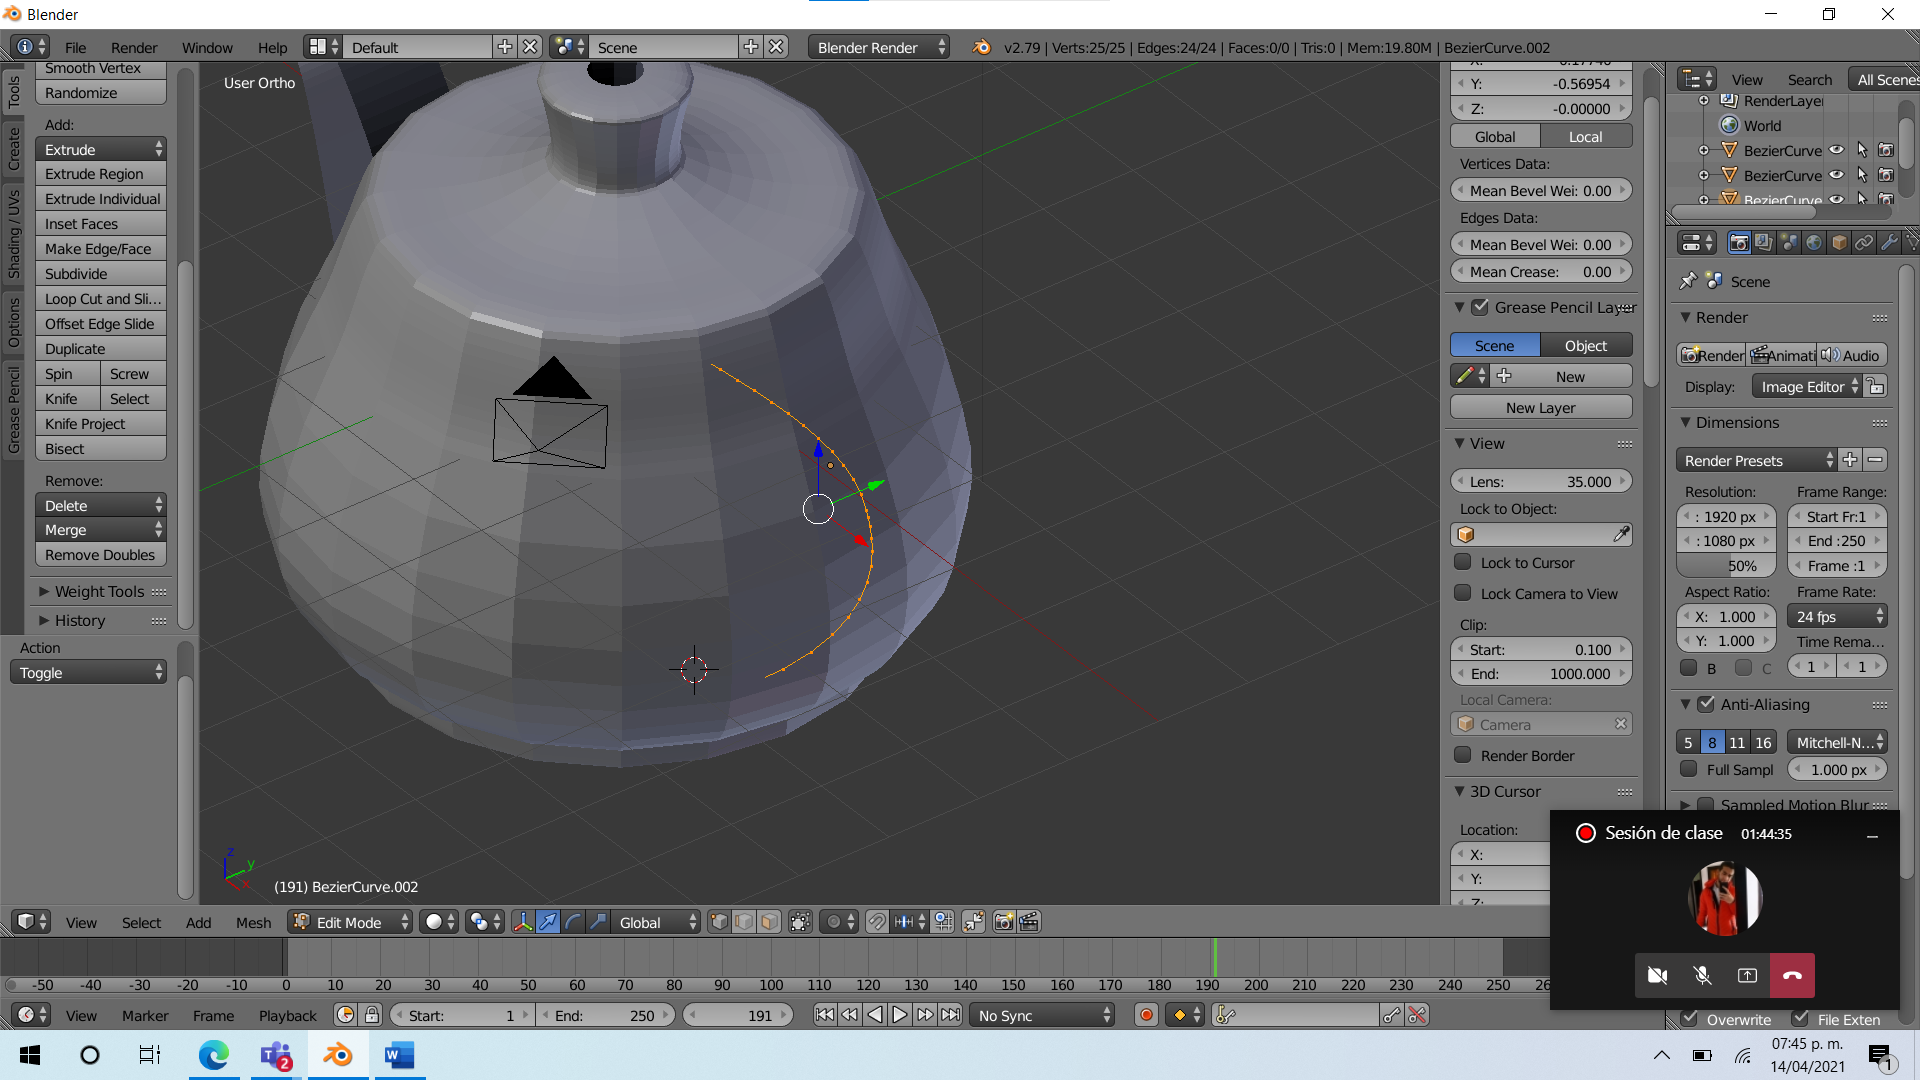 Blender
File Render Window Help Default Scene Blender Render v2.79 | Verts:25/25 | Edges:24/24 | Faces:0/0 | Tris:0 | Mem:19.80M | BezierCurve.002
Tools
Create
Shading / UVs
Options
Grease Pencil
Smooth Vertex
Randomize
Add:
Extrude
Extrude Region
Extrude Individual
Inset Faces
Make Edge/Face
Subdivide
Loop Cut and Sli...
Offset Edge Slide
Duplicate
Spin Screw
Knife Select
Knife Project
Bisect
Remove:
Delete
Merge
Remove Doubles
Weight Tools
History
Action
Toggle
User Ortho
z
y
x
(191) BezierCurve.002
Y: -0.56954
Z: -0.00000
Global Local
Vertices Data:
Mean Bevel Wei: 0.00
Edges Data:
Mean Bevel Wei: 0.00
Mean Crease: 0.00
Grease Pencil Layer
Scene Object
New
New Layer
View
Lens: 35.000
Lock to Object:
Lock to Cursor
Lock Camera to View
Clip:
Start: 0.100
End: 1000.000
Local Camera:
Camera
Render Border
3D Cursor
Location:
X:
Y:
Z:
View Search All Scenes
RenderLayer
World
BezierCurve
BezierCurve
BezierCurve
Scene
Render
Render Animati Audio
Display: Image Editor
Dimensions
Render Presets
Resolution: Frame Range:
: 1920 px Start Fr:1
: 1080 px End :250
50% Frame :1
Aspect Ratio: Frame Rate:
X: 1.000 24 fps
Y: 1.000 Time Rema...
B C 1 1
Anti-Aliasing
5 8 11 16 Mitchell-N...
Full Sampl 1.000 px
Sampled Motion Blur
Sesión de clase 01:44:35
Overwrite File Exten
View Select Add Mesh Edit Mode Global
-50 -40 -30 -20 -10 0 10 20 30 40 50 60 70 80 90 100 110 120 130 140 150 160 170 180 190 200 210 220 230 240 250
View Marker Frame Playback Start: 1 End: 250 191 No Sync
2
07:45 p. m.
14/04/2021
1